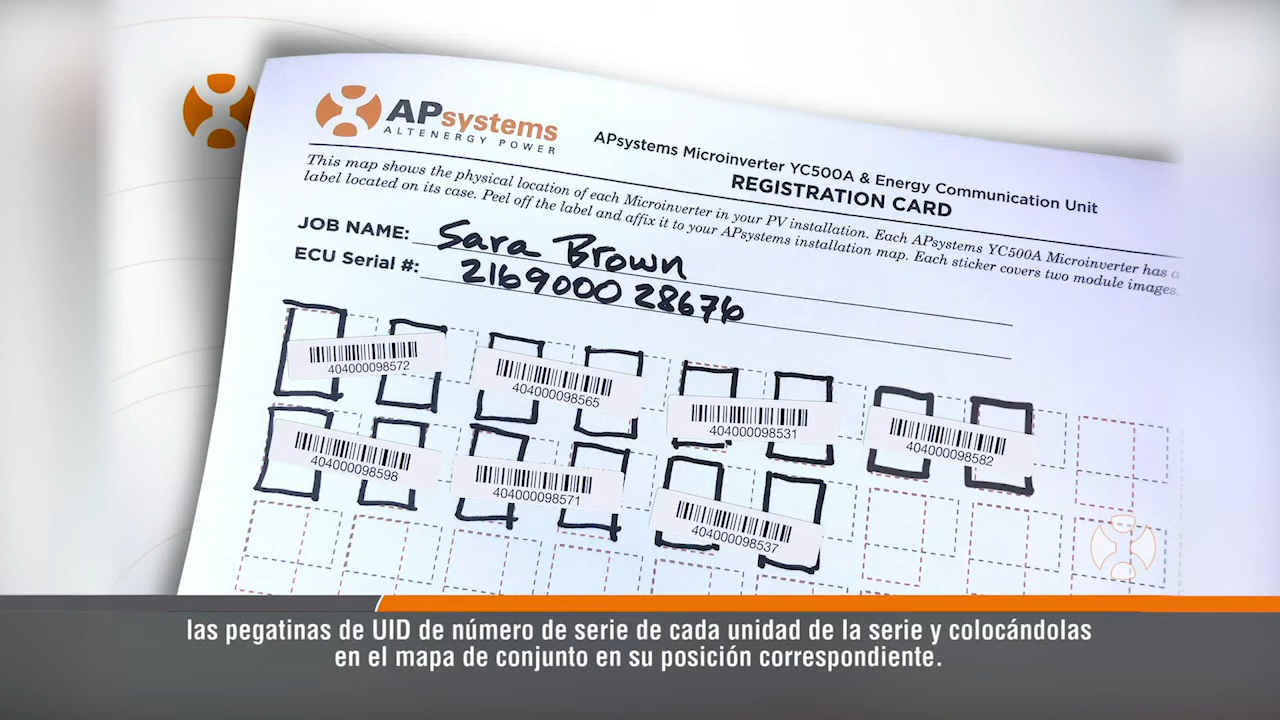 APsystems
ALTENERGY POWER
APsystems Microinverter YC500A & Energy Communication Unit
REGISTRATION CARD
This map shows the physical location of each Microinverter in your PV installation. Each APsystems YC500A Microinverter has a
label located on its case. Peel off the label and affix it to your APsystems installation map. Each sticker covers two module images.
JOB NAME: Sara Brown
ECU Serial #: 216900028676
404000098572
404000098565
404000098531
404000098582
404000098598
404000098571
404000098537
las pegatinas de UID de número de serie de cada unidad de la serie y colocándolas
en el mapa de conjunto en su posición correspondiente.